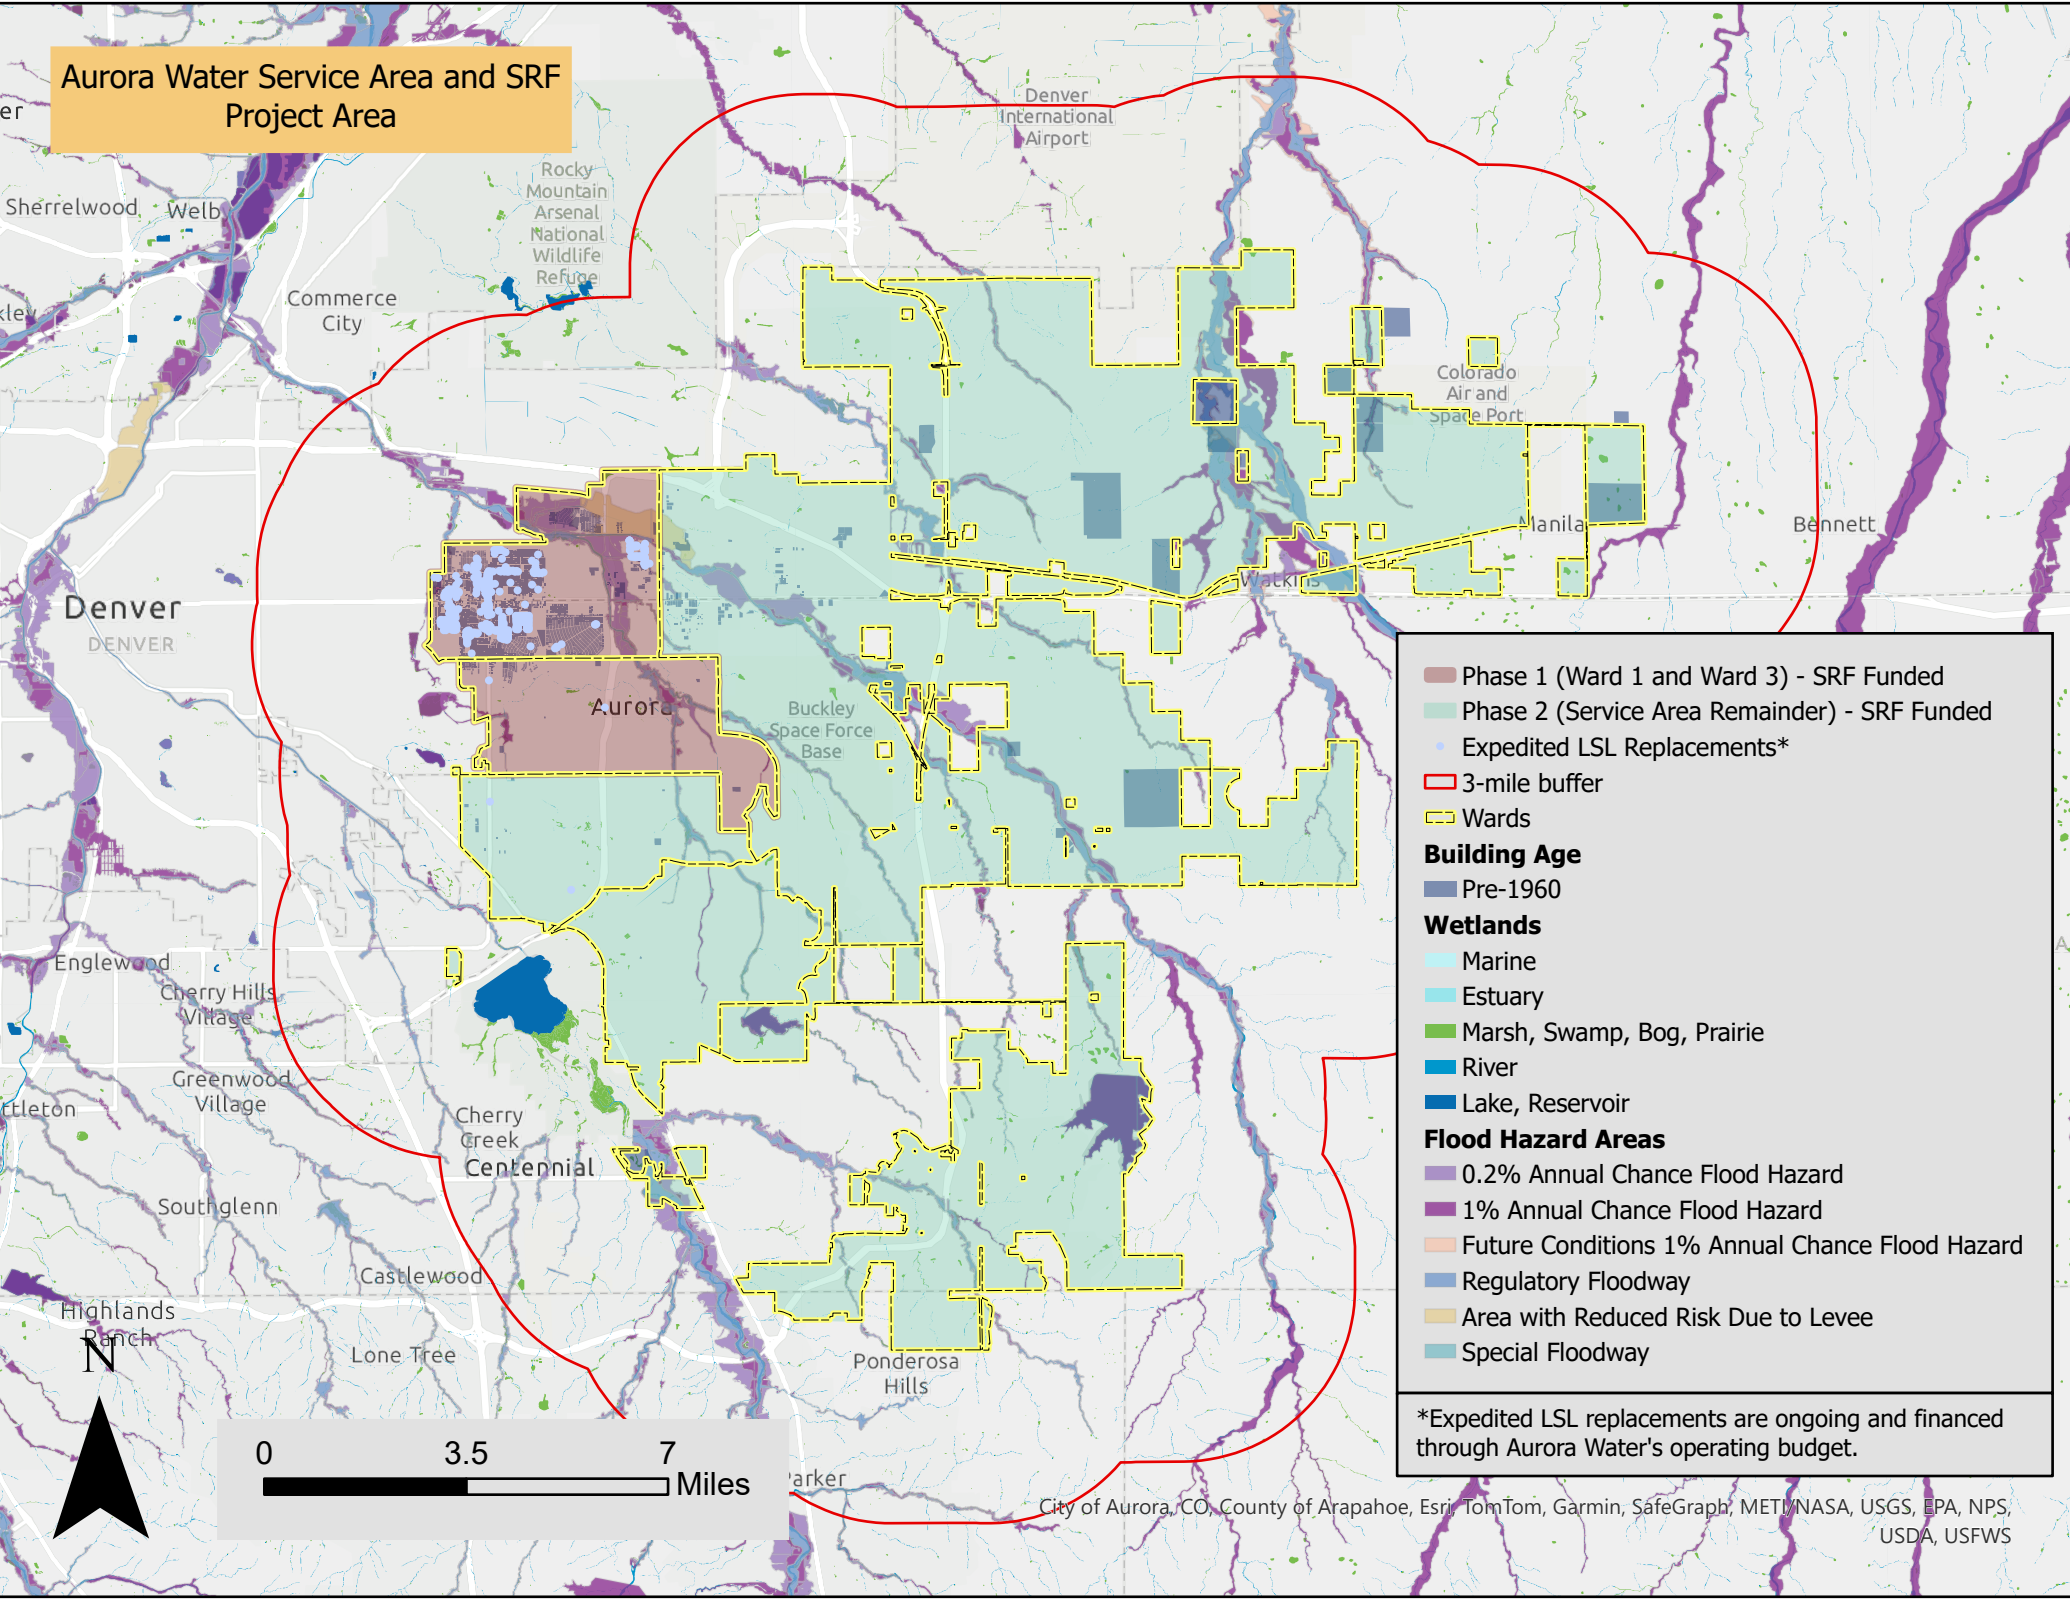 Aurora Water Service Area and SRF
Project Area
er
Denver
International
Airport
Rocky
Mountain
Arsenal
National
Wildlife
Refuge
Sherrelwood
Welb
Commerce
City
kley
Colorado
Air and
Space Port
Manila
Bennett
Watkins
Denver
DENVER
Aurora
Buckley
Space Force
Base
Englewood
Cherry Hills
Village
Greenwood
Village
ttleton
Cherry
Creek
Centennial
Southglenn
Castlewood
Highlands
Ranch
Lone Tree
Ponderosa
Hills
Parker
N
0 3.5 7
Miles
Phase 1 (Ward 1 and Ward 3) - SRF Funded
Phase 2 (Service Area Remainder) - SRF Funded
Expedited LSL Replacements*
3-mile buffer
Wards
Building Age
Pre-1960
Wetlands
Marine
Estuary
Marsh, Swamp, Bog, Prairie
River
Lake, Reservoir
Flood Hazard Areas
0.2% Annual Chance Flood Hazard
1% Annual Chance Flood Hazard
Future Conditions 1% Annual Chance Flood Hazard
Regulatory Floodway
Area with Reduced Risk Due to Levee
Special Floodway
*Expedited LSL replacements are ongoing and financed
through Aurora Water's operating budget.
City of Aurora, CO, County of Arapahoe, Esri, TomTom, Garmin, SafeGraph, METI/NASA, USGS, EPA, NPS,
USDA, USFWS